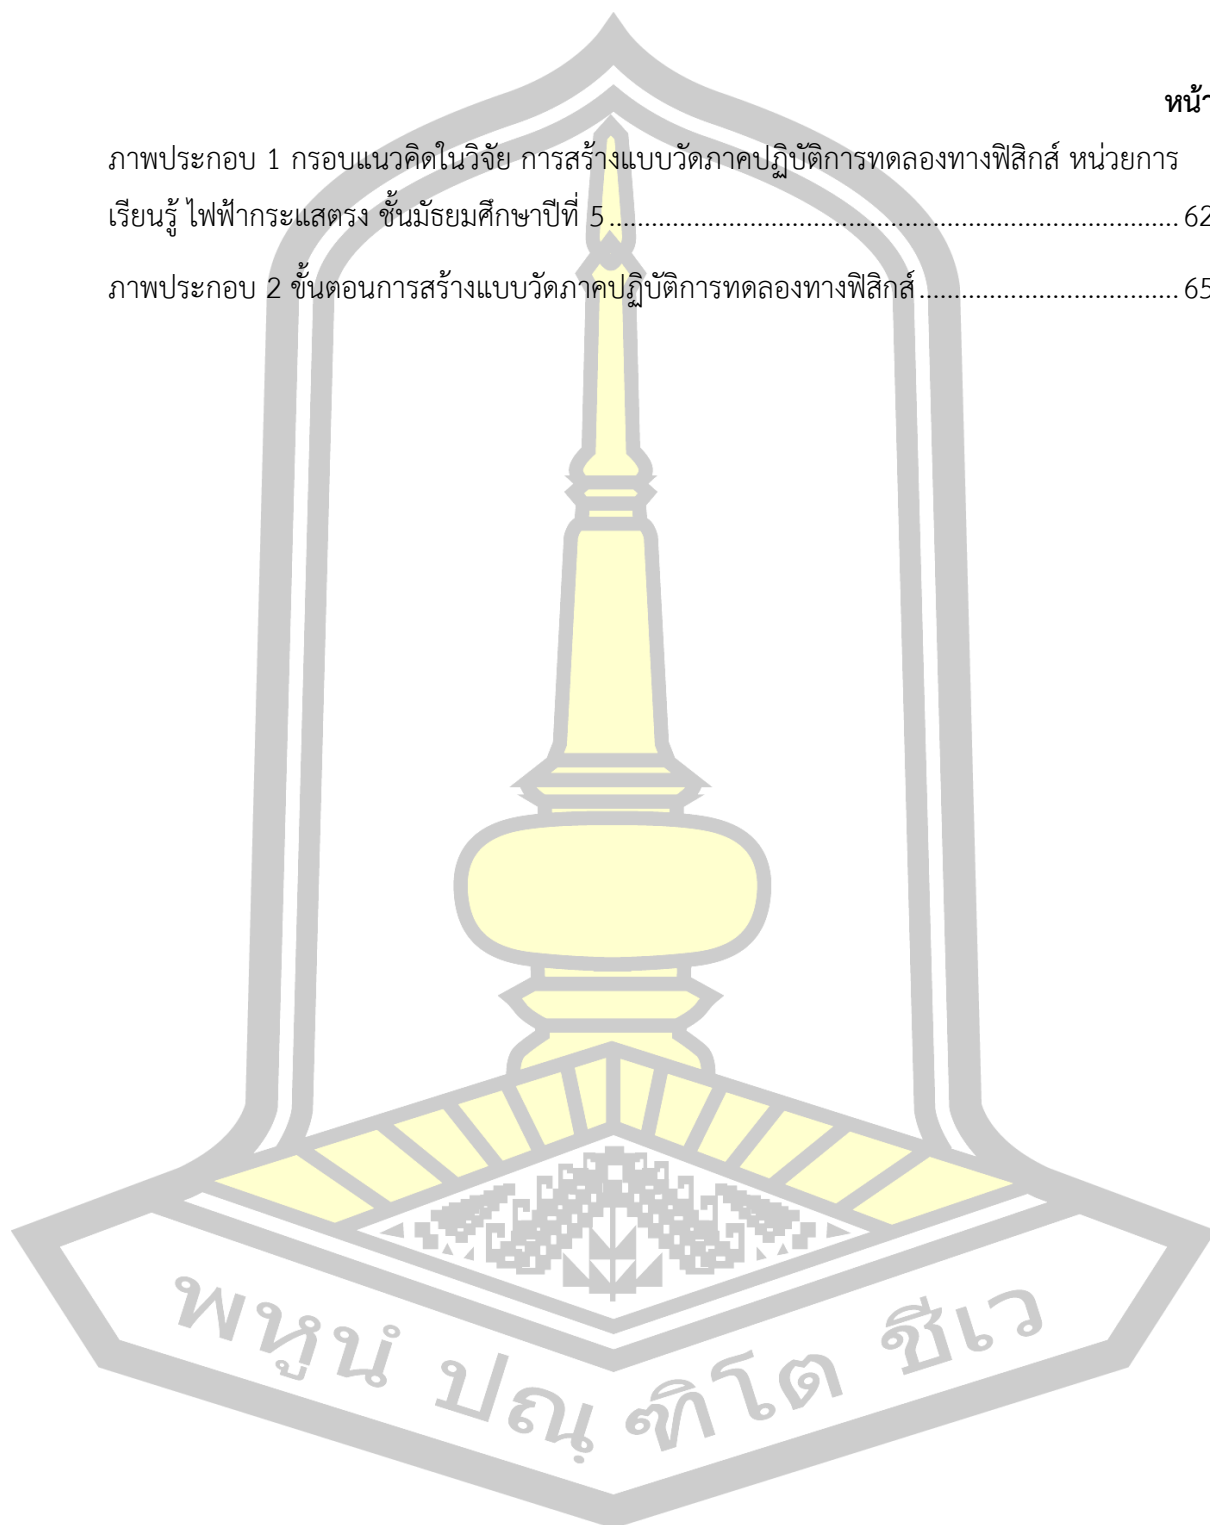 หน้า
ภาพประกอบ 1 กรอบแนวคิดในวิจัย การสร้างแบบวัดภาคปฏิบัติการทดลองทางฟิสิกส์ หน่วยการ
เรียนรู้ ไฟฟ้ากระแสตรง ชั้นมัธยมศึกษาปีที่ 5.................................................................................. 62
ภาพประกอบ 2 ขั้นตอนการสร้างแบบวัดภาคปฏิบัติการทดลองทางฟิสิกส์..................................... 65
พหูนํ ปณฺ ฑิโต ชีเว